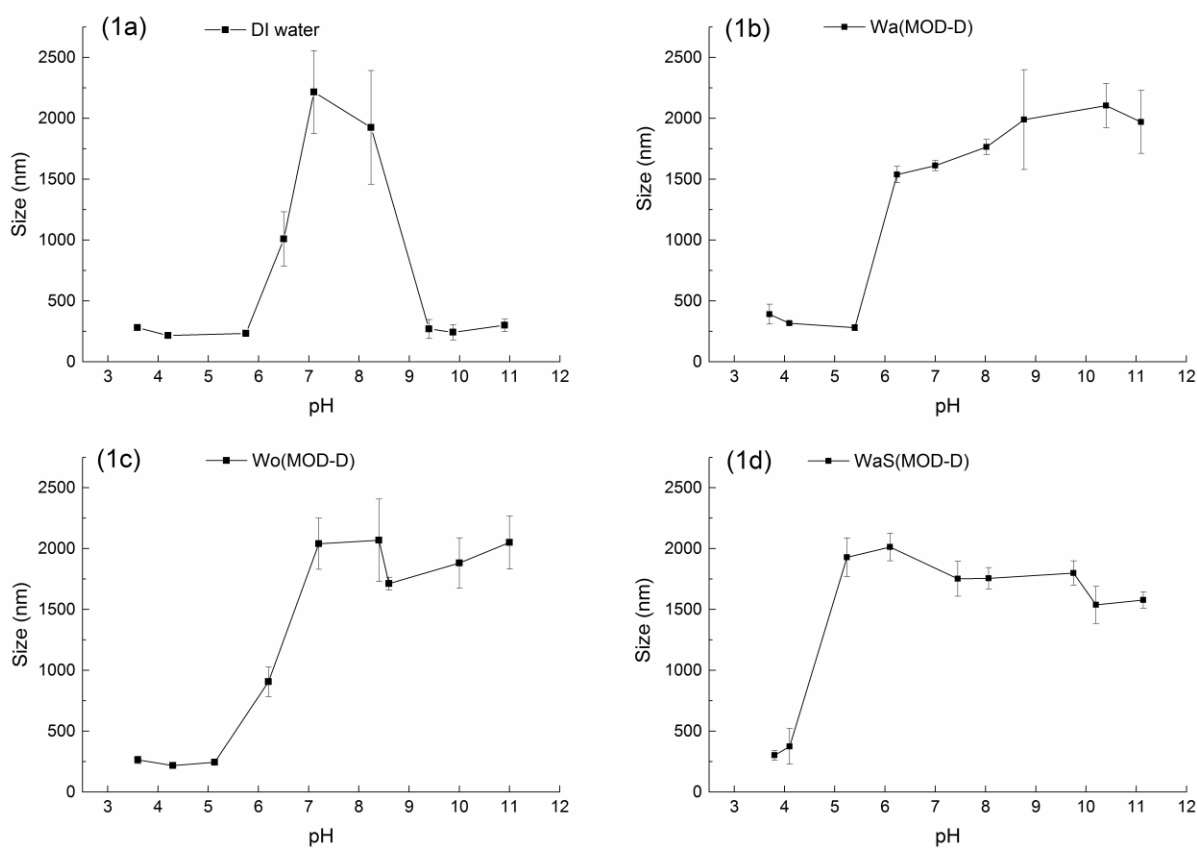 (1a)
DI water
Size (nm)
2500
2000
1500
1000
500
0
3 4 5 6 7 8 9 10 11 12
pH
(1b)
Wa(MOD-D)
Size (nm)
2500
2000
1500
1000
500
0
3 4 5 6 7 8 9 10 11 12
pH
(1c)
Wo(MOD-D)
Size (nm)
2500
2000
1500
1000
500
0
3 4 5 6 7 8 9 10 11 12
pH
(1d)
WaS(MOD-D)
Size (nm)
2500
2000
1500
1000
500
0
3 4 5 6 7 8 9 10 11 12
pH